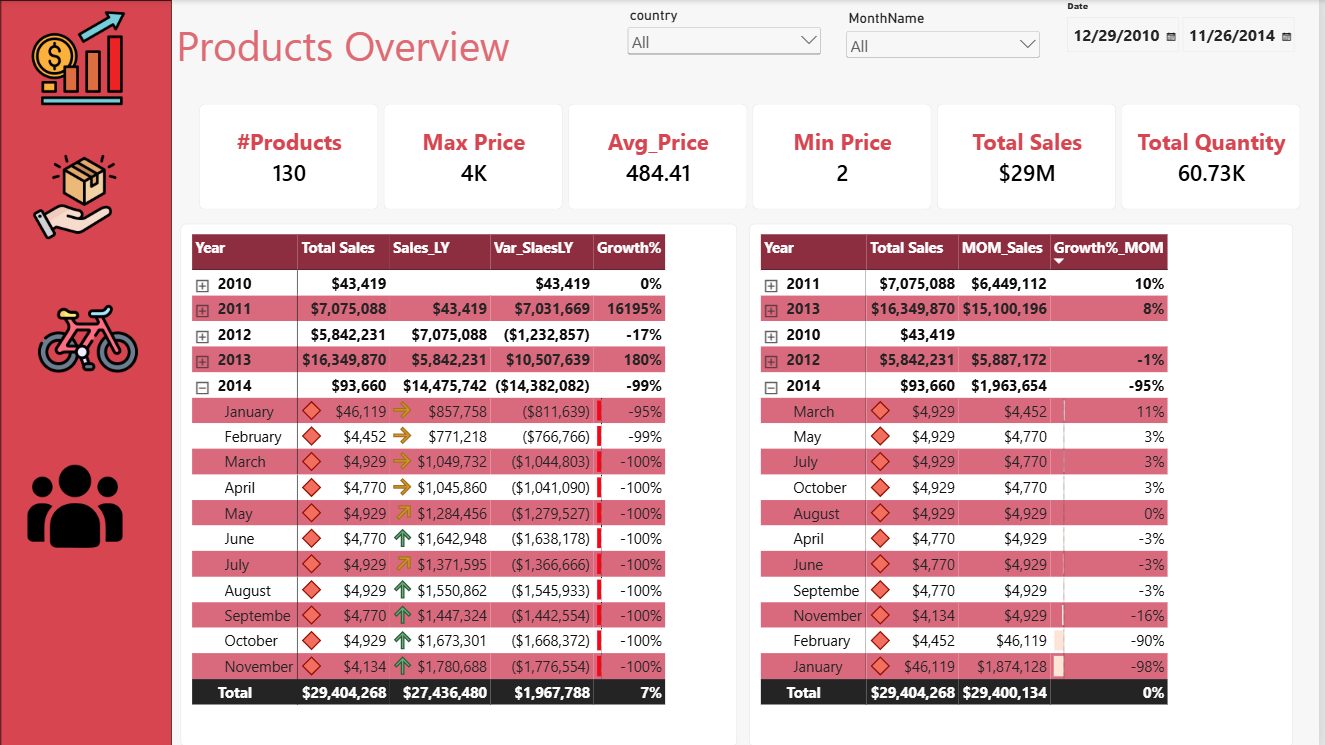 Products Overview
country
All
MonthName
All
Date
12/29/2010 11/26/2014
#Products
130
Max Price
4K
Avg_Price
484.41
Min Price
2
Total Sales
$29M
Total Quantity
60.73K
Year Total Sales Sales_LY Var_SlaesLY Growth%
2010 $43,419 $43,419 0%
2011 $7,075,088 $43,419 $7,031,669 16195%
2012 $5,842,231 $7,075,088 ($1,232,857) -17%
2013 $16,349,870 $5,842,231 $10,507,639 180%
2014 $93,660 $14,475,742 ($14,382,082) -99%
January $46,119 $857,758 ($811,639) -95%
February $4,452 $771,218 ($766,766) -99%
March $4,929 $1,049,732 ($1,044,803) -100%
April $4,770 $1,045,860 ($1,041,090) -100%
May $4,929 $1,284,456 ($1,279,527) -100%
June $4,770 $1,642,948 ($1,638,178) -100%
July $4,929 $1,371,595 ($1,366,666) -100%
August $4,929 $1,550,862 ($1,545,933) -100%
Septembe $4,770 $1,447,324 ($1,442,554) -100%
October $4,929 $1,673,301 ($1,668,372) -100%
November $4,134 $1,780,688 ($1,776,554) -100%
Total $29,404,268 $27,436,480 $1,967,788 7%
Year Total Sales MOM_Sales Growth%_MOM
2011 $7,075,088 $6,449,112 10%
2013 $16,349,870 $15,100,196 8%
2010 $43,419
2012 $5,842,231 $5,887,172 -1%
2014 $93,660 $1,963,654 -95%
March $4,929 $4,452 11%
May $4,929 $4,770 3%
July $4,929 $4,770 3%
October $4,929 $4,770 3%
August $4,929 $4,929 0%
April $4,770 $4,929 -3%
June $4,770 $4,929 -3%
Septembe $4,770 $4,929 -3%
November $4,134 $4,929 -16%
February $4,452 $46,119 -90%
January $46,119 $1,874,128 -98%
Total $29,404,268 $29,400,134 0%